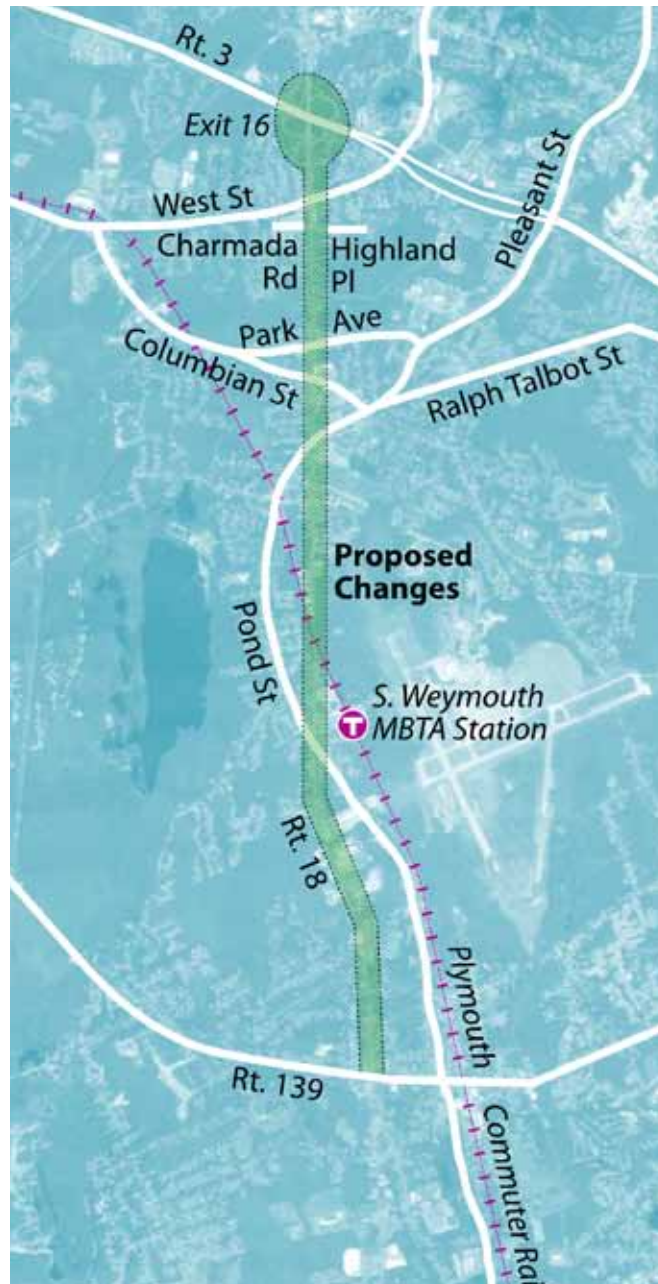 Rt. 3
Exit 16
Pleasant St
West St
Charmada
Rd
Highland
Pl
Park Ave
Columbian St
Ralph Talbot St
Proposed
Changes
Pond St
S. Weymouth
MBTA Station
T
Rt. 18
Plymouth
Commuter Rai
Rt. 139